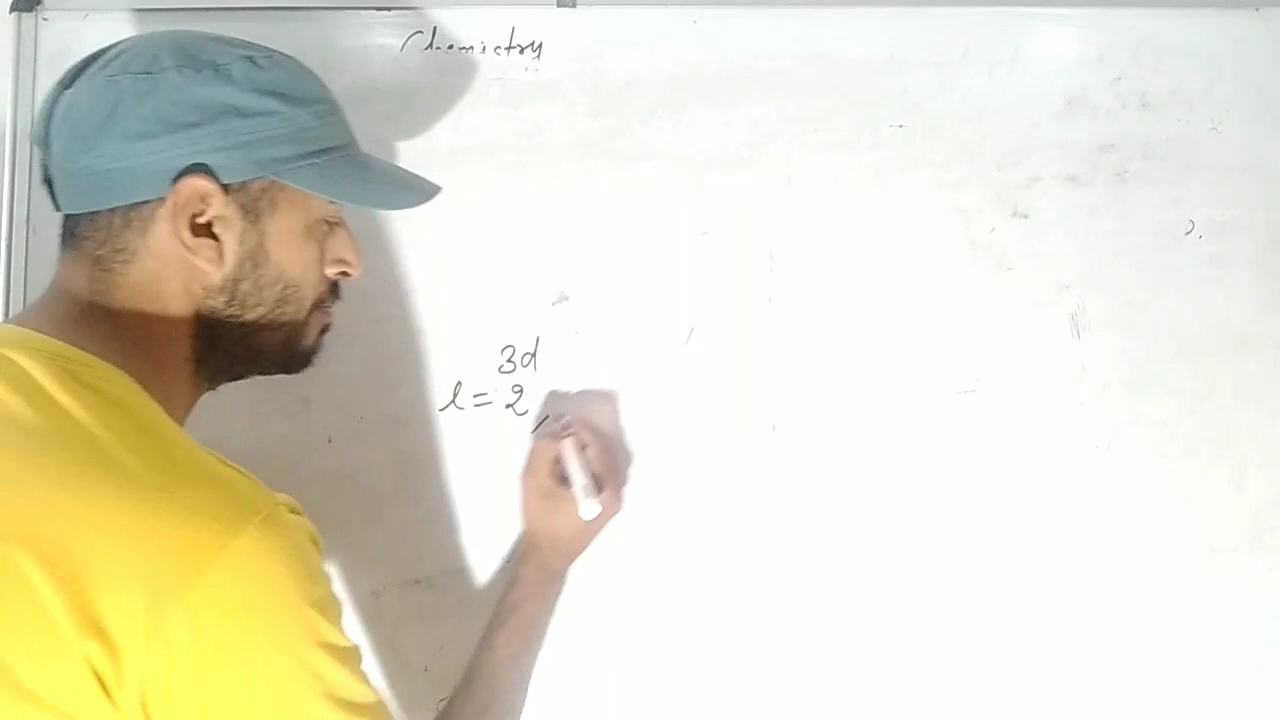 Chemistry
3d
l = 2,